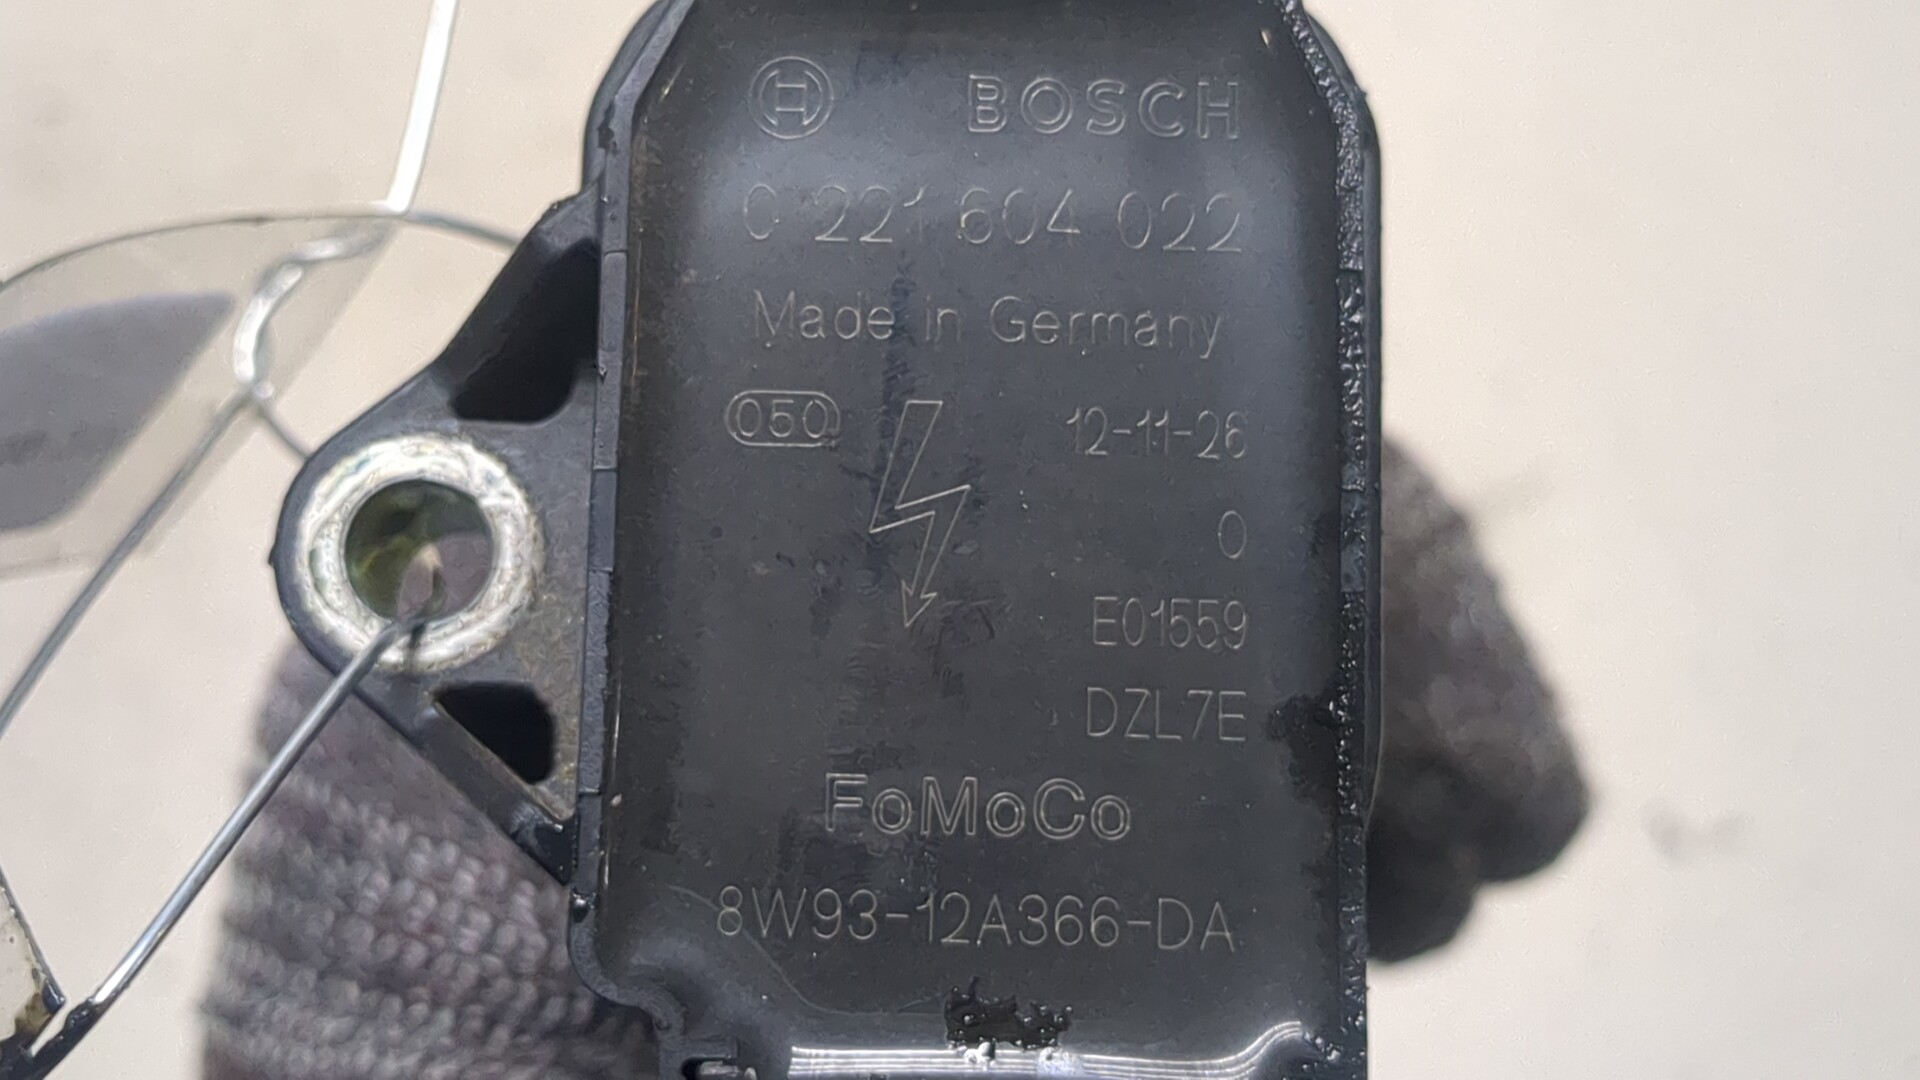 BOSCH
0 221 604 022
Made in Germany
050 12-11-26
0
E01559
DZL7E
FoMoCo
8W93-12A366-DA